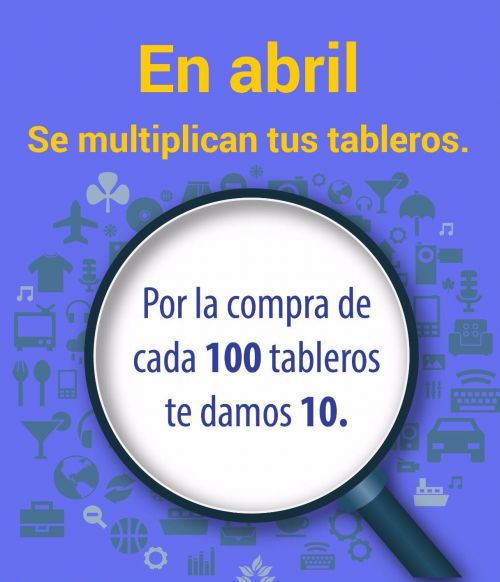 En abril
Se multiplican tus tableros.
Por la compra de
cada 100 tableros
te damos 10.